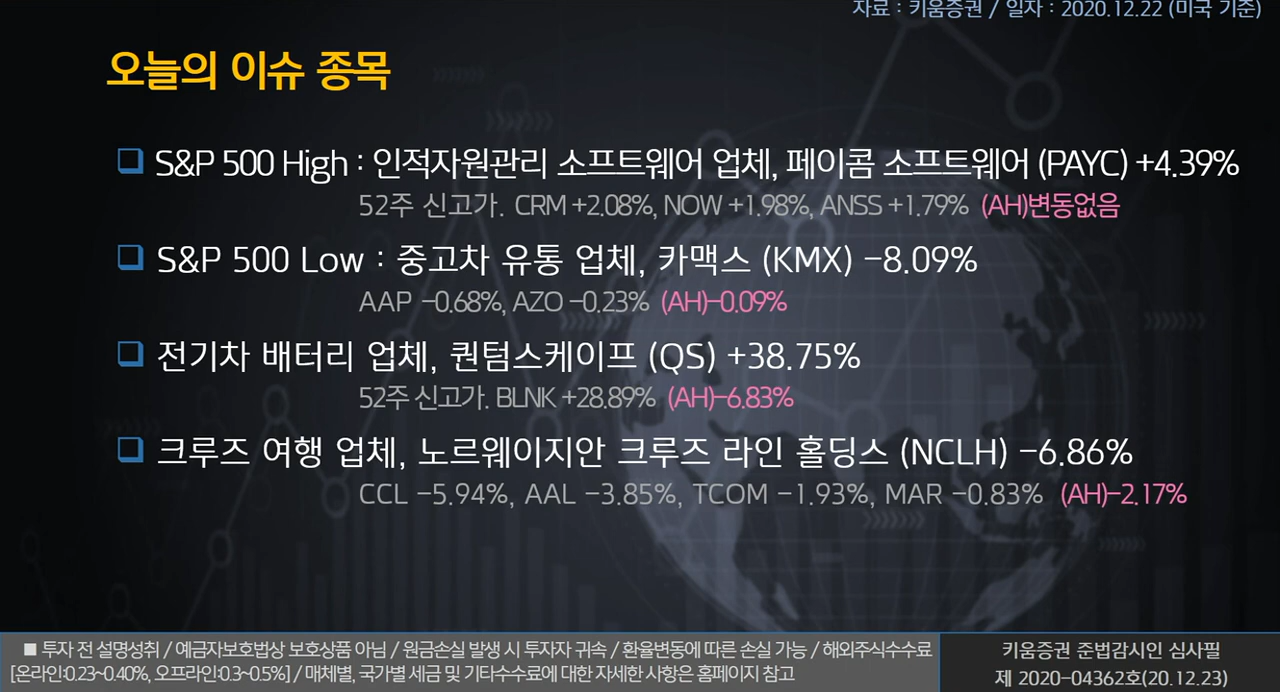 자료 : 키움증권 / 일자 : 2020.12.22 (미국 기준)
오늘의 이슈 종목
❑ S&P 500 High : 인적자원관리 소프트웨어 업체, 페이콤 소프트웨어 (PAYC) +4.39%
52주 신고가. CRM +2.08%, NOW +1.98%, ANSS +1.79% (AH)변동없음
❑ S&P 500 Low : 중고차 유통 업체, 카맥스 (KMX) -8.09%
AAP -0.68%, AZO -0.23% (AH)-0.09%
❑ 전기차 배터리 업체, 퀀텀스케이프 (QS) +38.75%
52주 신고가. BLNK +28.89% (AH)-6.83%
❑ 크루즈 여행 업체, 노르웨이지안 크루즈 라인 홀딩스 (NCLH) -6.86%
CCL -5.94%, AAL -3.85%, TCOM -1.93%, MAR -0.83% (AH)-2.17%
■ 투자 전 설명성취 / 예금자보호법상 보호상품 아님 / 원금손실 발생 시 투자자 귀속 / 환율변동에 따른 손실 가능 / 해외주식수수료
[온라인:0.23~0.40%, 오프라인:0.3~0.5%] / 매체별, 국가별 세금 및 기타수수료에 대한 자세한 사항은 홈페이지 참고
키움증권 준법감시인 심사필
제 2020-04362호(20.12.23)